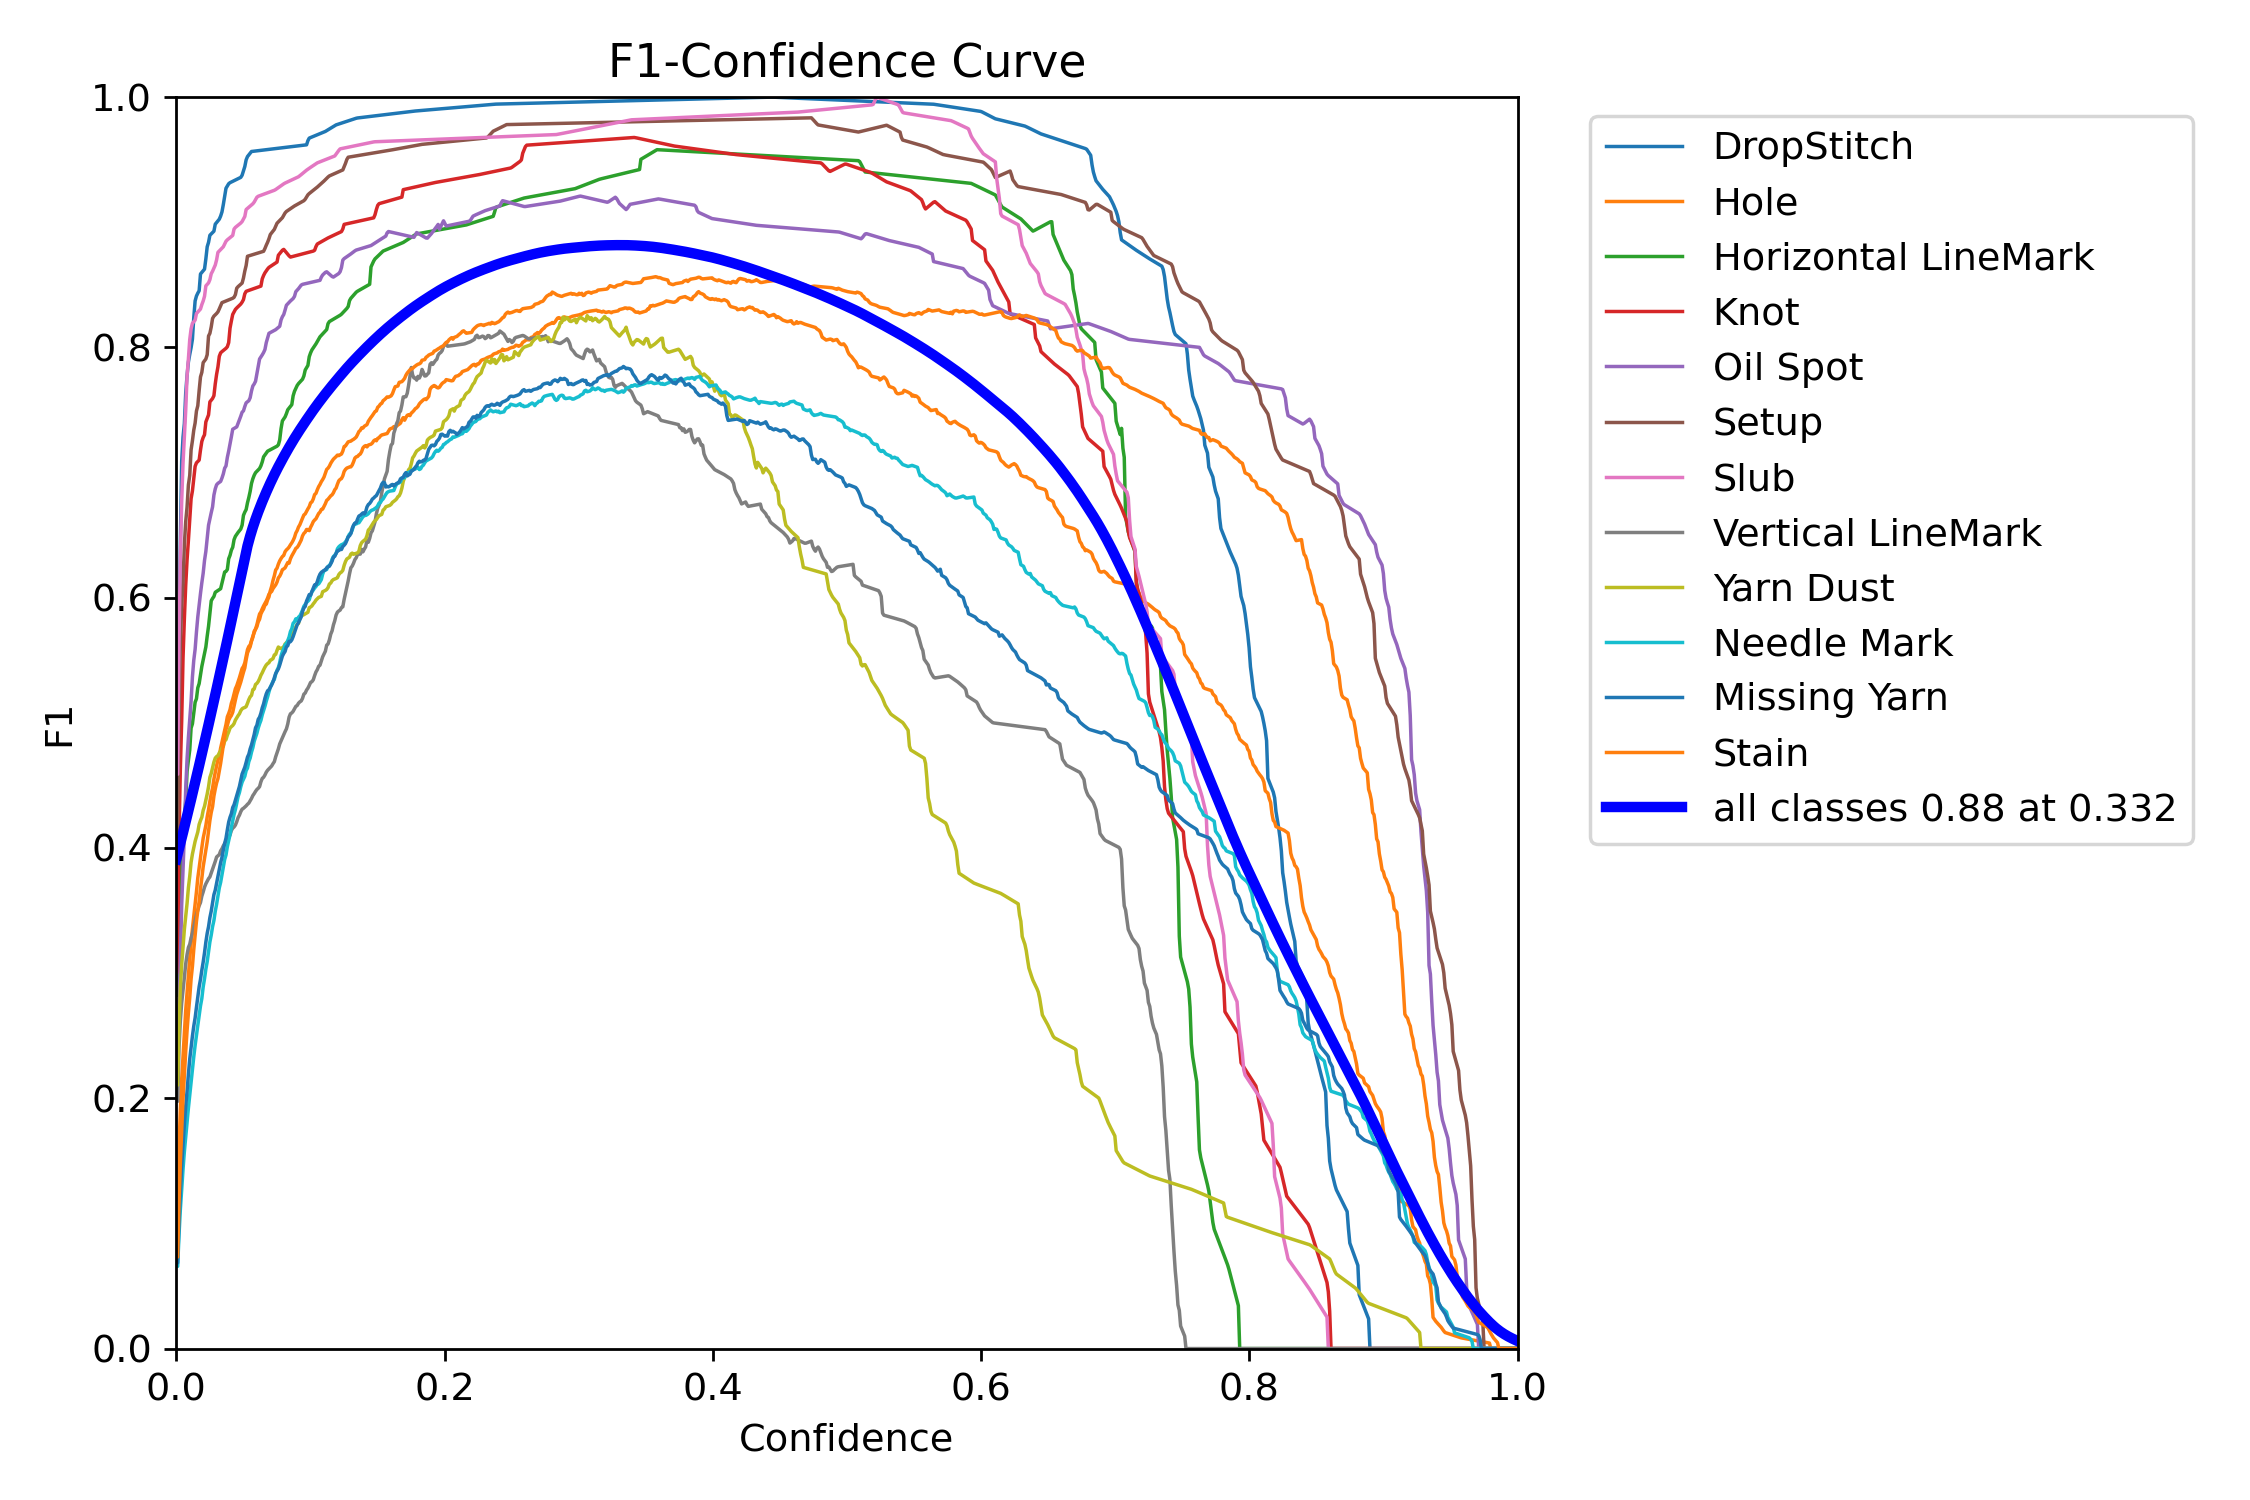 F1-Confidence Curve
1.0
0.8
0.6
0.4
0.2
0.0
F1
0.0 0.2 0.4 0.6 0.8 1.0
Confidence
DropStitch
Hole
Horizontal LineMark
Knot
Oil Spot
Setup
Slub
Vertical LineMark
Yarn Dust
Needle Mark
Missing Yarn
Stain
all classes 0.88 at 0.332